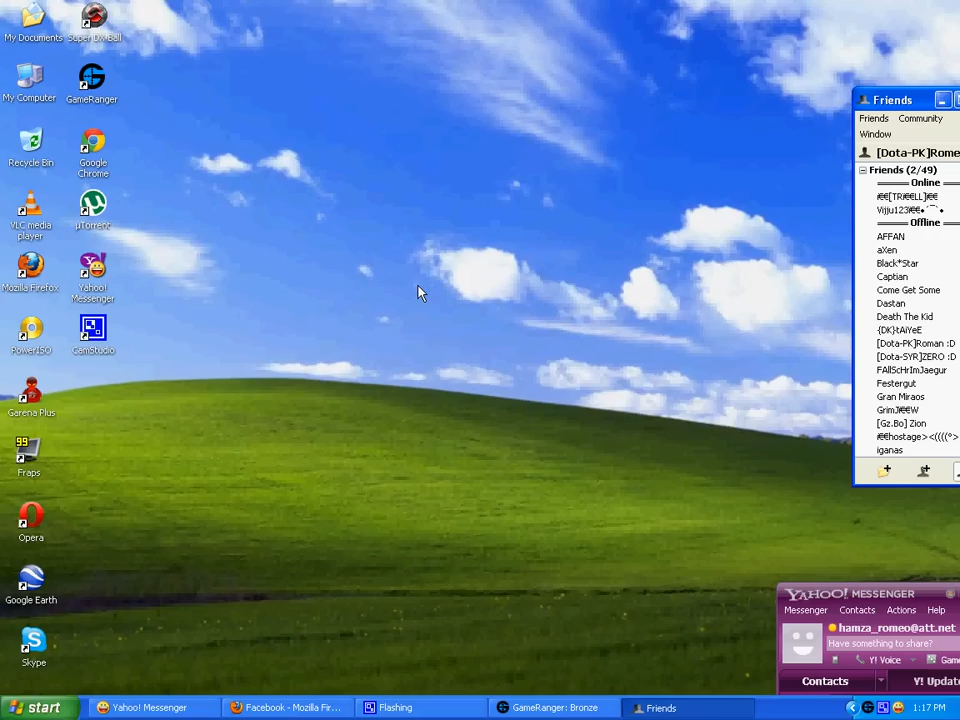 My Documents
Super DX-Ball
My Computer
GameRanger
Recycle Bin
Google
Chrome
VLC media
player
µTorrent
Mozilla Firefox
Yahoo!
Messenger
PowerISO
CamStudio
Garena Plus
99
Fraps
Opera
Google Earth
Skype
Friends
Friends Community
Window
[Dota-PK]Rome
Friends (2/49)
Online
Offline
AFFAN
aXen
Black*Star
Captian
Come Get Some
Dastan
Death The Kid
{DK}tAiYeE
[Dota-PK]Roman :D
[Dota-SYR]ZERO :D
FAllScHrImJaegur
Festergut
Gran Miraos
[Gz.Bo] Zion
iganas
YAHOO! MESSENGER
Messenger Contacts Actions Help
hamza_romeo@att.net
Have something to share?
Y! Voice Game
Contacts Y! Updat
start Yahoo! Messenger Facebook - Mozilla Fir... Flashing GameRanger: Bronze Friends 1:17 PM